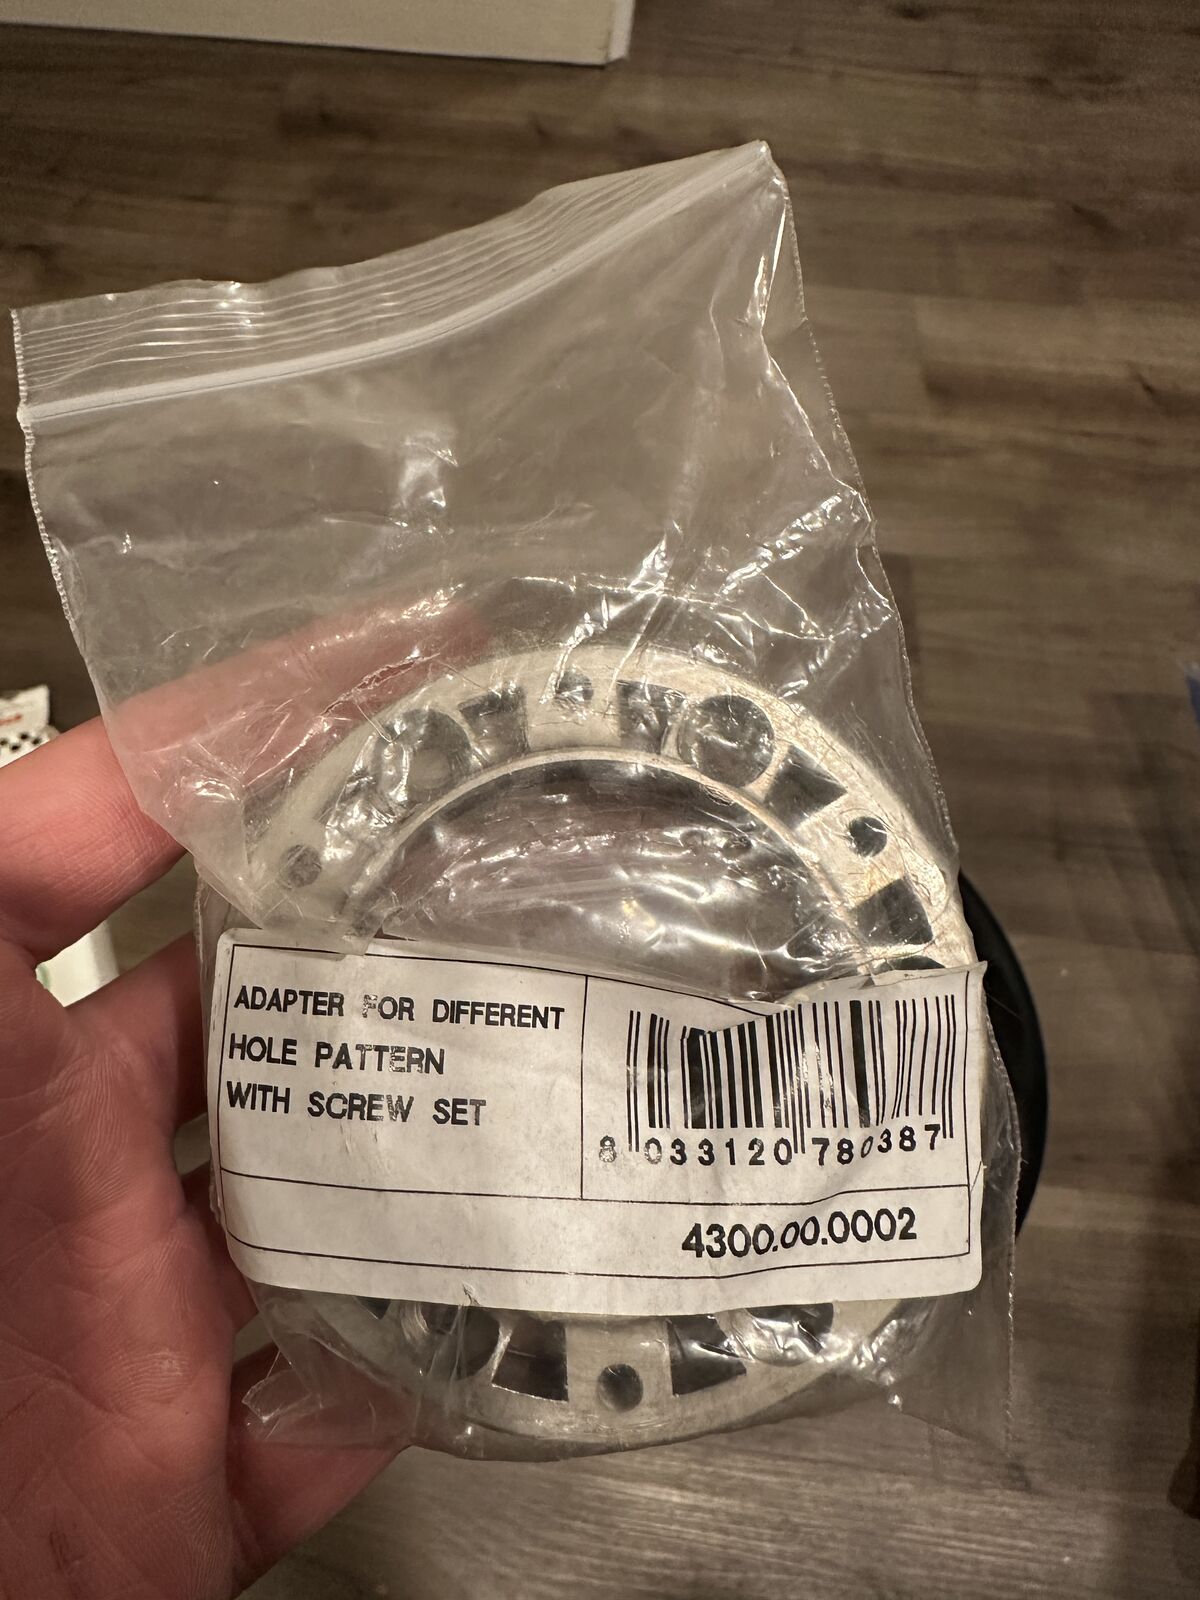 ADAPTER FOR DIFFERENT
HOLE PATTERN
WITH SCREW SET
8 033120 780387
4300.00.0002